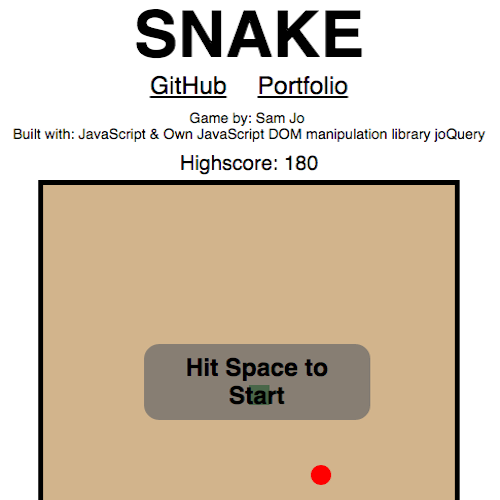 SNAKE
GitHub Portfolio
Game by: Sam Jo
Built with: JavaScript & Own JavaScript DOM manipulation library joQuery
Highscore: 180
Hit Space to
Start